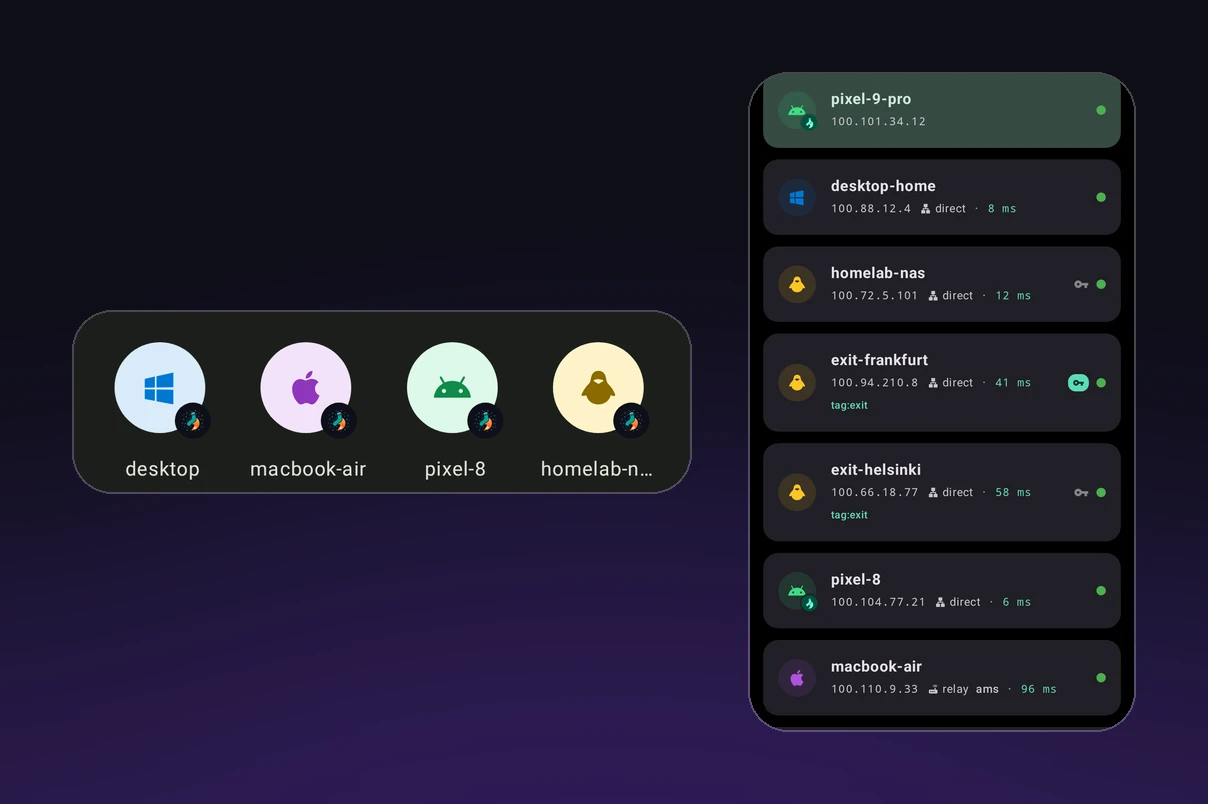 desktop
macbook-air
pixel-8
homelab-n...
pixel-9-pro
100.101.34.12
desktop-home
100.88.12.4 direct · 8 ms
homelab-nas
100.72.5.101 direct · 12 ms
exit-frankfurt
100.94.210.8 direct · 41 ms
tag:exit
exit-helsinki
100.66.18.77 direct · 58 ms
tag:exit
pixel-8
100.104.77.21 direct · 6 ms
macbook-air
100.110.9.33 relay ams · 96 ms